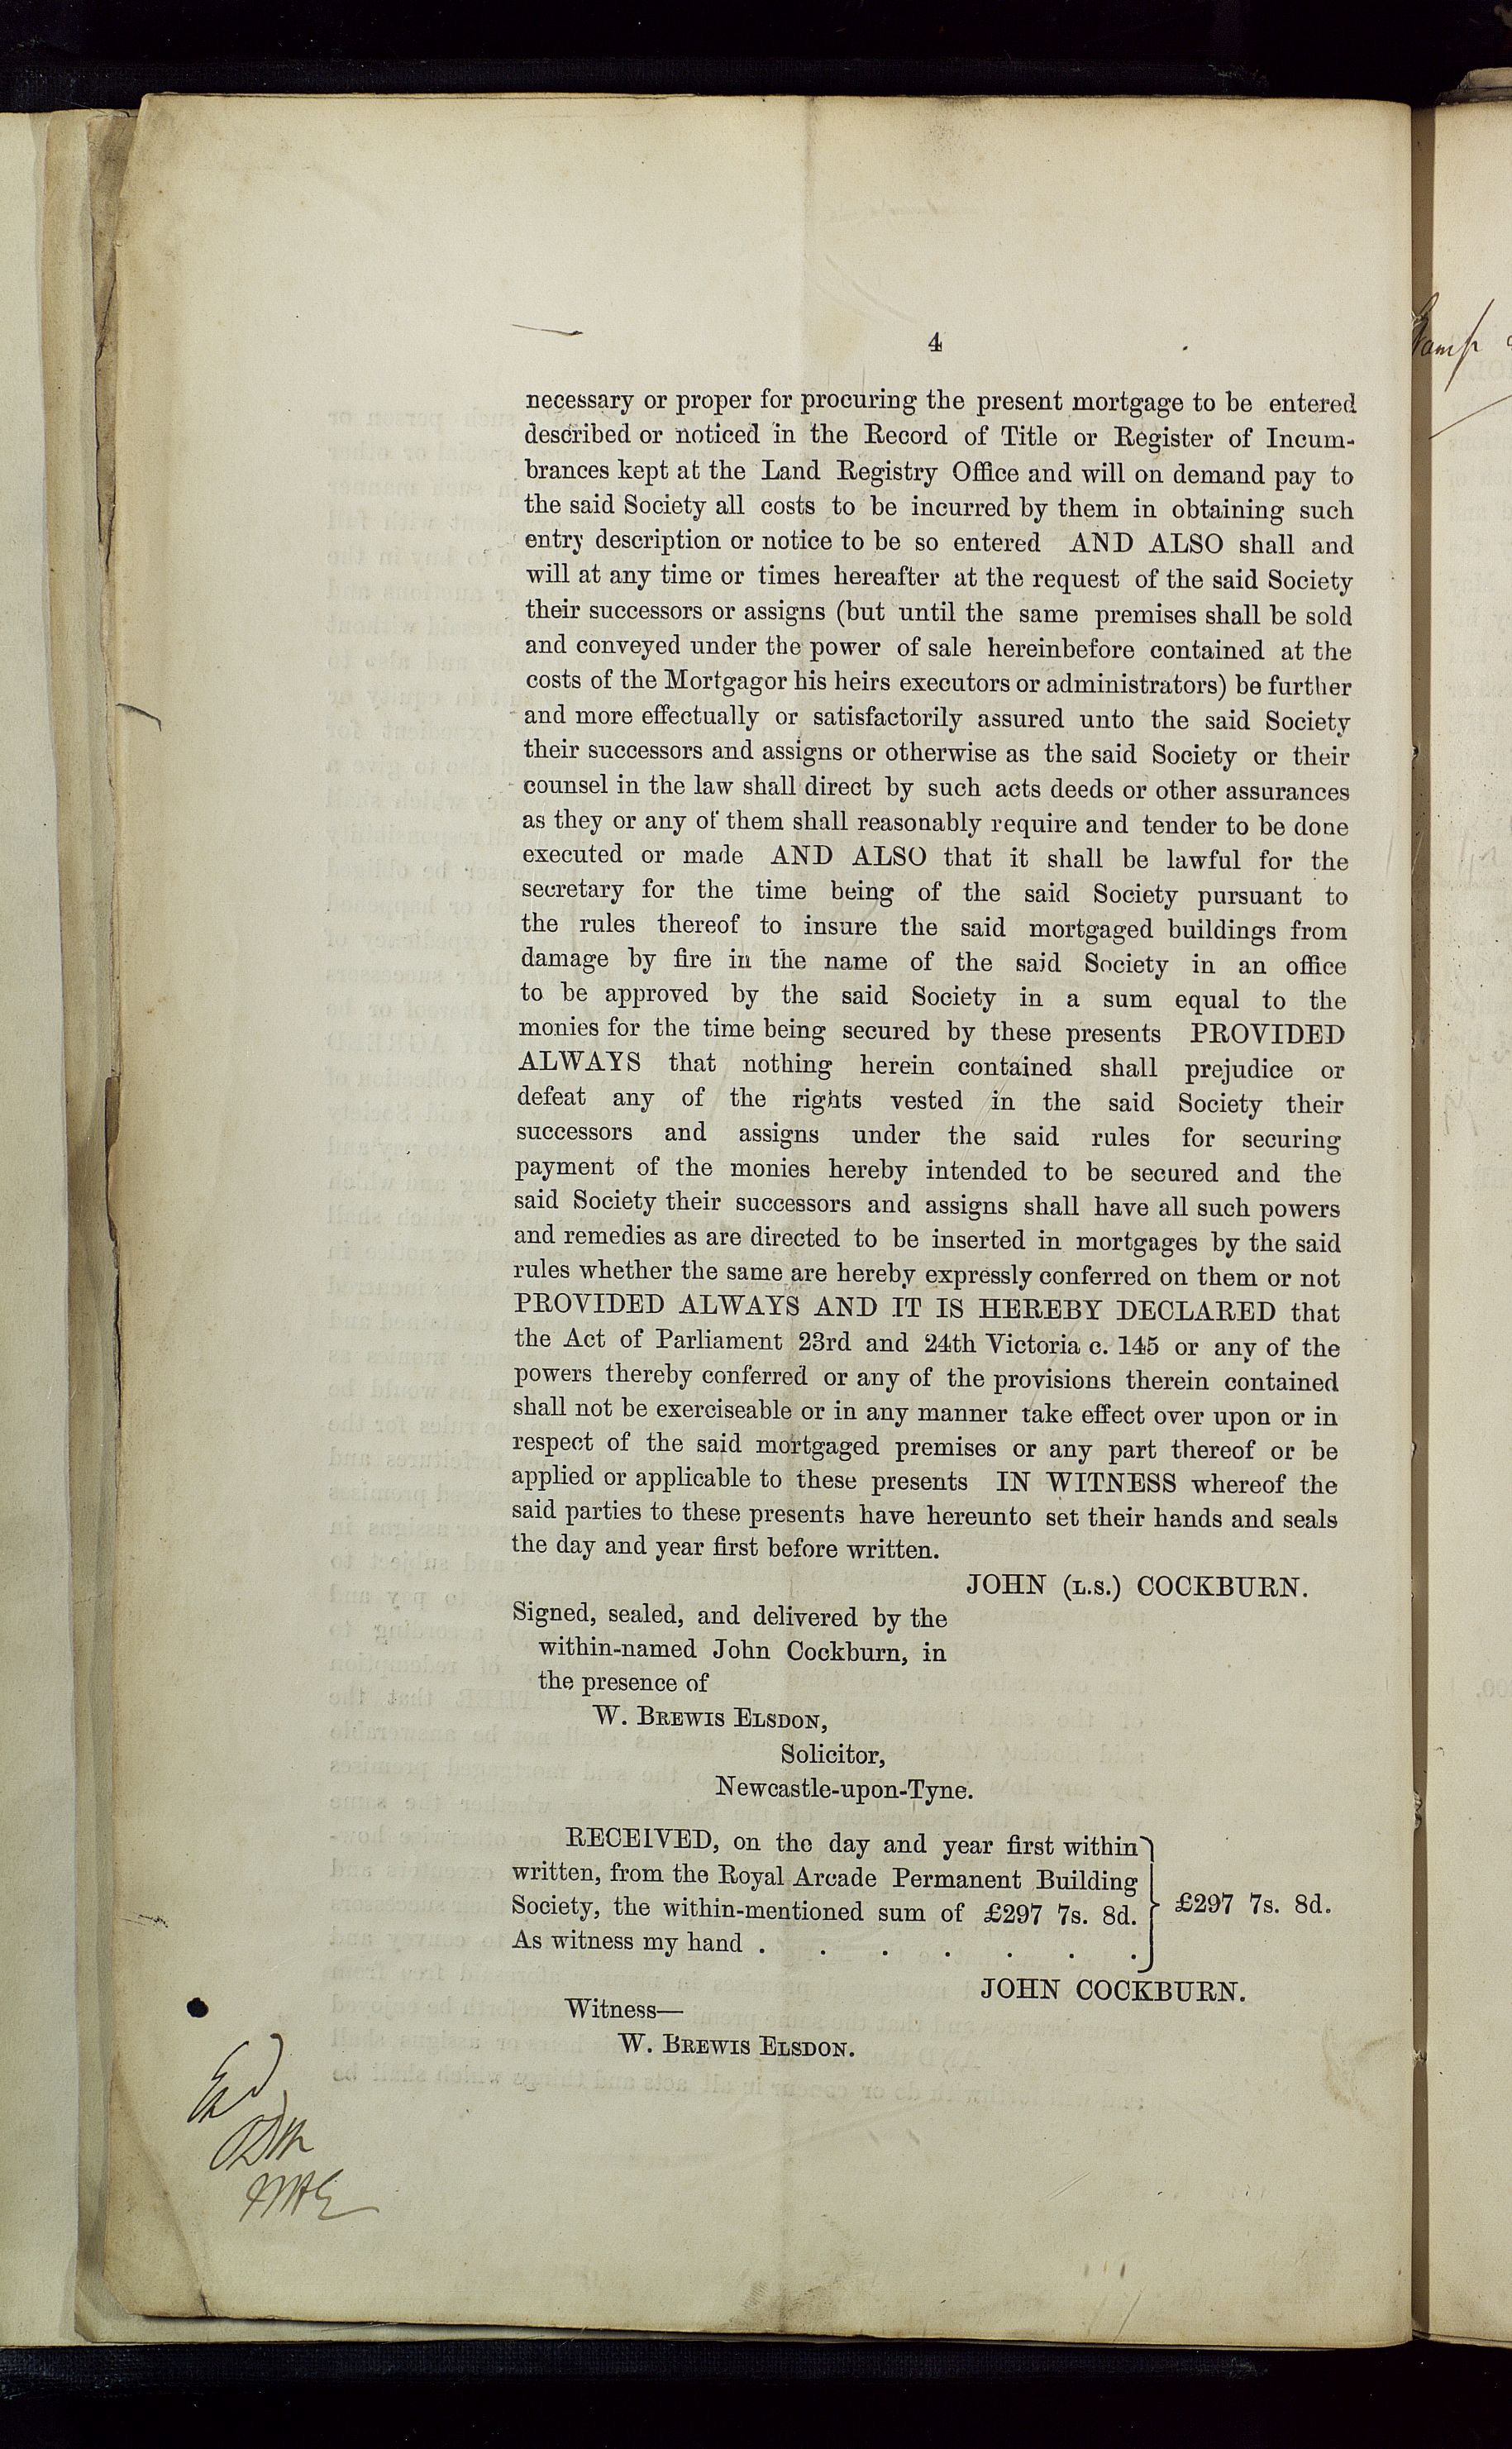 4
necessary or proper for procuring the present mortgage to be entered
described or noticed in the Record of Title or Register of Incum-
brances kept at the Land Registry Office and will on demand pay to
the said Society all costs to be incurred by them in obtaining such
entry description or notice to be so entered AND ALSO shall and
will at any time or times hereafter at the request of the said Society
their successors or assigns (but until the same premises shall be sold
and conveyed under the power of sale hereinbefore contained at the
costs of the Mortgagor his heirs executors or administrators) be further
and more effectually or satisfactorily assured unto the said Society
their successors and assigns or otherwise as the said Society or their
counsel in the law shall direct by such acts deeds or other assurances
as they or any of them shall reasonably require and tender to be done
executed or made AND ALSO that it shall be lawful for the
secretary for the time being of the said Society pursuant to
the rules thereof to insure the said mortgaged buildings from
damage by fire in the name of the said Society in an office
to be approved by the said Society in a sum equal to the
monies for the time being secured by these presents PROVIDED
ALWAYS that nothing herein contained shall prejudice or
defeat any of the rights vested in the said Society their
successors and assigns under the said rules for securing
payment of the monies hereby intended to be secured and the
said Society their successors and assigns shall have all such powers
and remedies as are directed to be inserted in mortgages by the said
rules whether the same are hereby expressly conferred on them or not
PROVIDED ALWAYS AND IT IS HEREBY DECLARED that
the Act of Parliament 23rd and 24th Victoria c. 145 or any of the
powers thereby conferred or any of the provisions therein contained
shall not be exerciseable or in any manner take effect over upon or in
respect of the said mortgaged premises or any part thereof or be
applied or applicable to these presents IN WITNESS whereof the
said parties to these presents have hereunto set their hands and seals
the day and year first before written.
JOHN (L.S.) COCKBURN.
Signed, sealed, and delivered by the
within-named John Cockburn, in
the presence of
W. BREWIS ELSDON,
Solicitor,
Newcastle-upon-Tyne.
RECEIVED, on the day and year first within
written, from the Royal Arcade Permanent Building
Society, the within-mentioned sum of £297 7s. 8d.
As witness my hand . . . . . . .
£297 7s. 8d.
JOHN COCKBURN.
Witness—
W. BREWIS ELSDON.